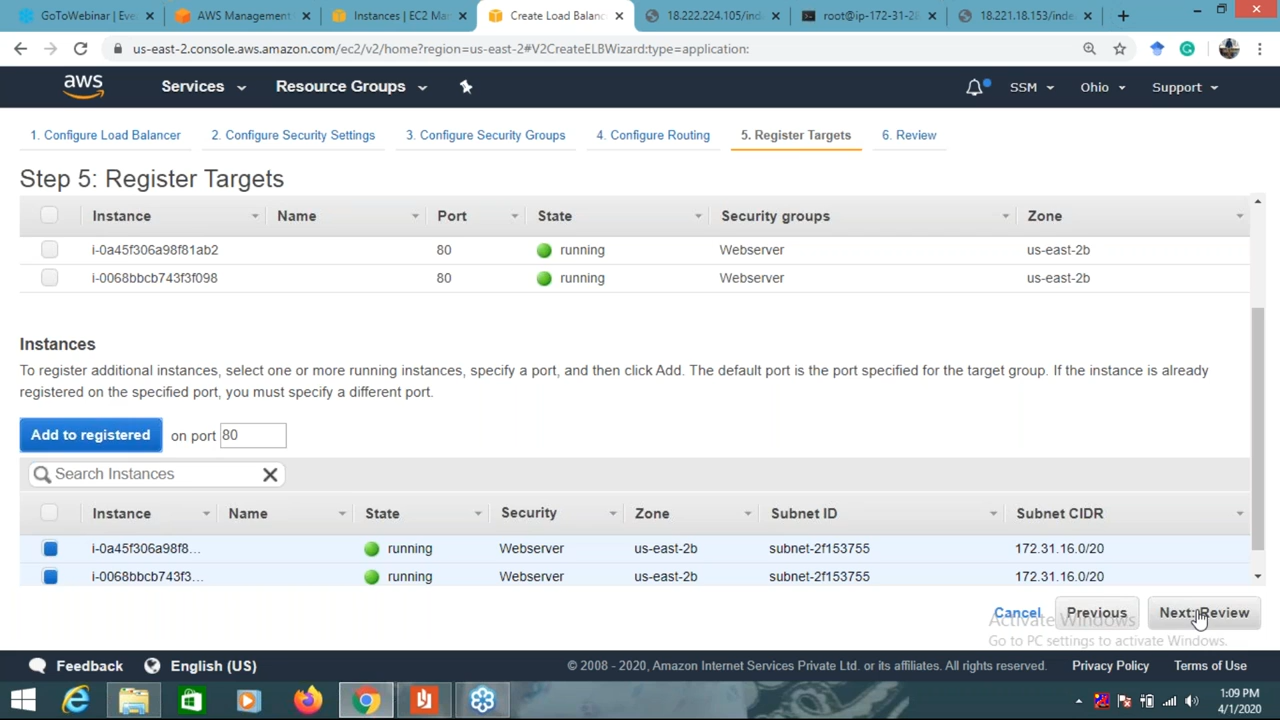 GoToWebinar | Eve
AWS Management
Instances | EC2 Man
Create Load Balanc
18.222.224.105/inde
root@ip-172-31-28
18.221.18.153/inde
us-east-2.console.aws.amazon.com/ec2/v2/home?region=us-east-2#V2CreateELBWizard:type=application:
aws Services Resource Groups SSM Ohio Support
1. Configure Load Balancer 2. Configure Security Settings 3. Configure Security Groups 4. Configure Routing 5. Register Targets 6. Review
Step 5: Register Targets
Instance Name Port State Security groups Zone
i-0a45f306a98f81ab2 80 running Webserver us-east-2b
i-0068bbcb743f3f098 80 running Webserver us-east-2b
Instances
To register additional instances, select one or more running instances, specify a port, and then click Add. The default port is the port specified for the target group. If the instance is already
registered on the specified port, you must specify a different port.
Add to registered on port 80
Search Instances
Instance Name State Security Zone Subnet ID Subnet CIDR
i-0a45f306a98f8... running Webserver us-east-2b subnet-2f153755 172.31.16.0/20
i-0068bbcb743f3... running Webserver us-east-2b subnet-2f153755 172.31.16.0/20
Cancel Previous Next: Review
Activate Windows
Go to PC settings to activate Windows.
Feedback English (US) © 2008 - 2020, Amazon Internet Services Private Ltd. or its affiliates. All rights reserved. Privacy Policy Terms of Use
1:09 PM
4/1/2020